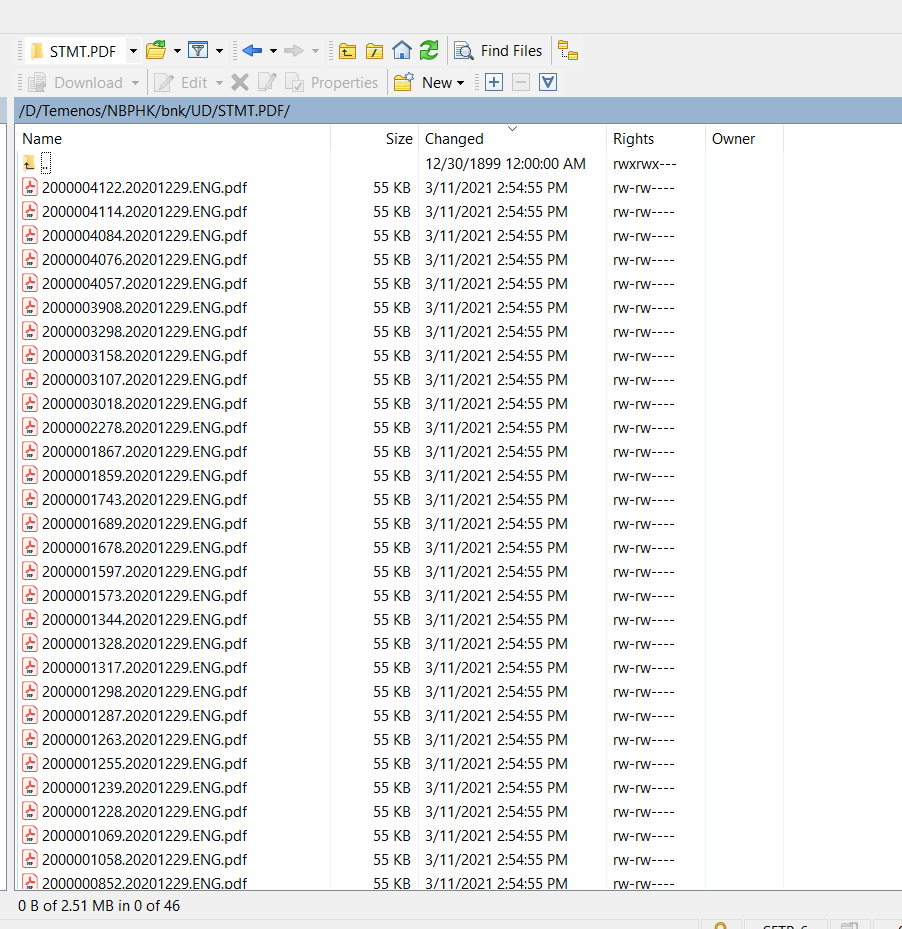 STMT.PDF Find Files
Download Edit Properties New
/D/Temenos/NBPHK/bnk/UD/STMT.PDF/
Name Size Changed Rights Owner
.. 12/30/1899 12:00:00 AM rwxrwx---
2000004122.20201229.ENG.pdf 55 KB 3/11/2021 2:54:55 PM rw-rw----
2000004114.20201229.ENG.pdf 55 KB 3/11/2021 2:54:55 PM rw-rw----
2000004084.20201229.ENG.pdf 55 KB 3/11/2021 2:54:55 PM rw-rw----
2000004076.20201229.ENG.pdf 55 KB 3/11/2021 2:54:55 PM rw-rw----
2000004057.20201229.ENG.pdf 55 KB 3/11/2021 2:54:55 PM rw-rw----
2000003908.20201229.ENG.pdf 55 KB 3/11/2021 2:54:55 PM rw-rw----
2000003298.20201229.ENG.pdf 55 KB 3/11/2021 2:54:55 PM rw-rw----
2000003158.20201229.ENG.pdf 55 KB 3/11/2021 2:54:55 PM rw-rw----
2000003107.20201229.ENG.pdf 55 KB 3/11/2021 2:54:55 PM rw-rw----
2000003018.20201229.ENG.pdf 55 KB 3/11/2021 2:54:55 PM rw-rw----
2000002278.20201229.ENG.pdf 55 KB 3/11/2021 2:54:55 PM rw-rw----
2000001867.20201229.ENG.pdf 55 KB 3/11/2021 2:54:55 PM rw-rw----
2000001859.20201229.ENG.pdf 55 KB 3/11/2021 2:54:55 PM rw-rw----
2000001743.20201229.ENG.pdf 55 KB 3/11/2021 2:54:55 PM rw-rw----
2000001689.20201229.ENG.pdf 55 KB 3/11/2021 2:54:55 PM rw-rw----
2000001678.20201229.ENG.pdf 55 KB 3/11/2021 2:54:55 PM rw-rw----
2000001597.20201229.ENG.pdf 55 KB 3/11/2021 2:54:55 PM rw-rw----
2000001573.20201229.ENG.pdf 55 KB 3/11/2021 2:54:55 PM rw-rw----
2000001344.20201229.ENG.pdf 55 KB 3/11/2021 2:54:55 PM rw-rw----
2000001328.20201229.ENG.pdf 55 KB 3/11/2021 2:54:55 PM rw-rw----
2000001317.20201229.ENG.pdf 55 KB 3/11/2021 2:54:55 PM rw-rw----
2000001298.20201229.ENG.pdf 55 KB 3/11/2021 2:54:55 PM rw-rw----
2000001287.20201229.ENG.pdf 55 KB 3/11/2021 2:54:55 PM rw-rw----
2000001263.20201229.ENG.pdf 55 KB 3/11/2021 2:54:55 PM rw-rw----
2000001255.20201229.ENG.pdf 55 KB 3/11/2021 2:54:55 PM rw-rw----
2000001239.20201229.ENG.pdf 55 KB 3/11/2021 2:54:55 PM rw-rw----
2000001228.20201229.ENG.pdf 55 KB 3/11/2021 2:54:55 PM rw-rw----
2000001069.20201229.ENG.pdf 55 KB 3/11/2021 2:54:55 PM rw-rw----
2000001058.20201229.ENG.pdf 55 KB 3/11/2021 2:54:55 PM rw-rw----
2000000852.20201229.ENG.pdf 55 KB 3/11/2021 2:54:55 PM rw-rw----
0 B of 2.51 MB in 0 of 46